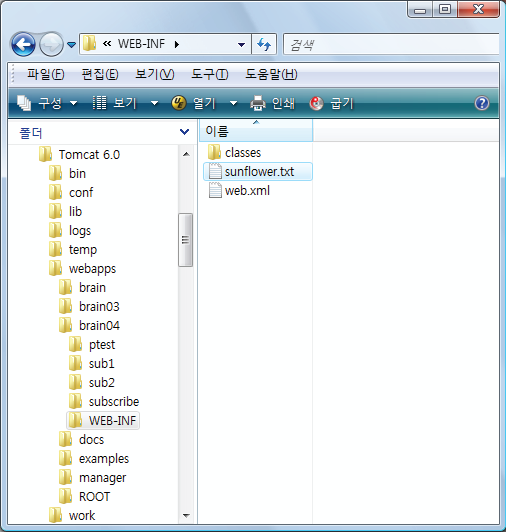 « WEB-INF
검색
파일(F) 편집(E) 보기(V) 도구(T) 도움말(H)
구성 보기 열기 인쇄 굽기
폴더
Tomcat 6.0
bin
conf
lib
logs
temp
webapps
brain
brain03
brain04
ptest
sub1
sub2
subscribe
WEB-INF
docs
examples
manager
ROOT
work
이름
classes
sunflower.txt
web.xml